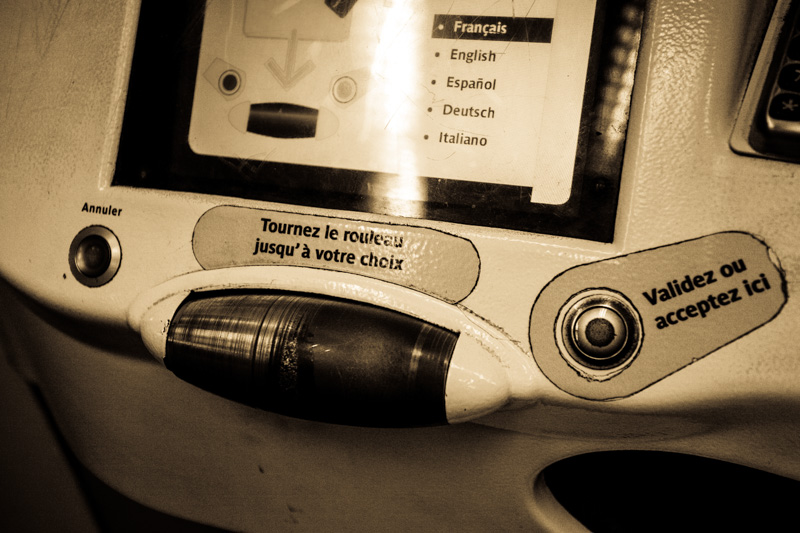 Français
English
Español
Deutsch
Italiano
Annuler
Tournez le rouleau
jusqu'à votre choix
Validez ou
acceptez ici
*